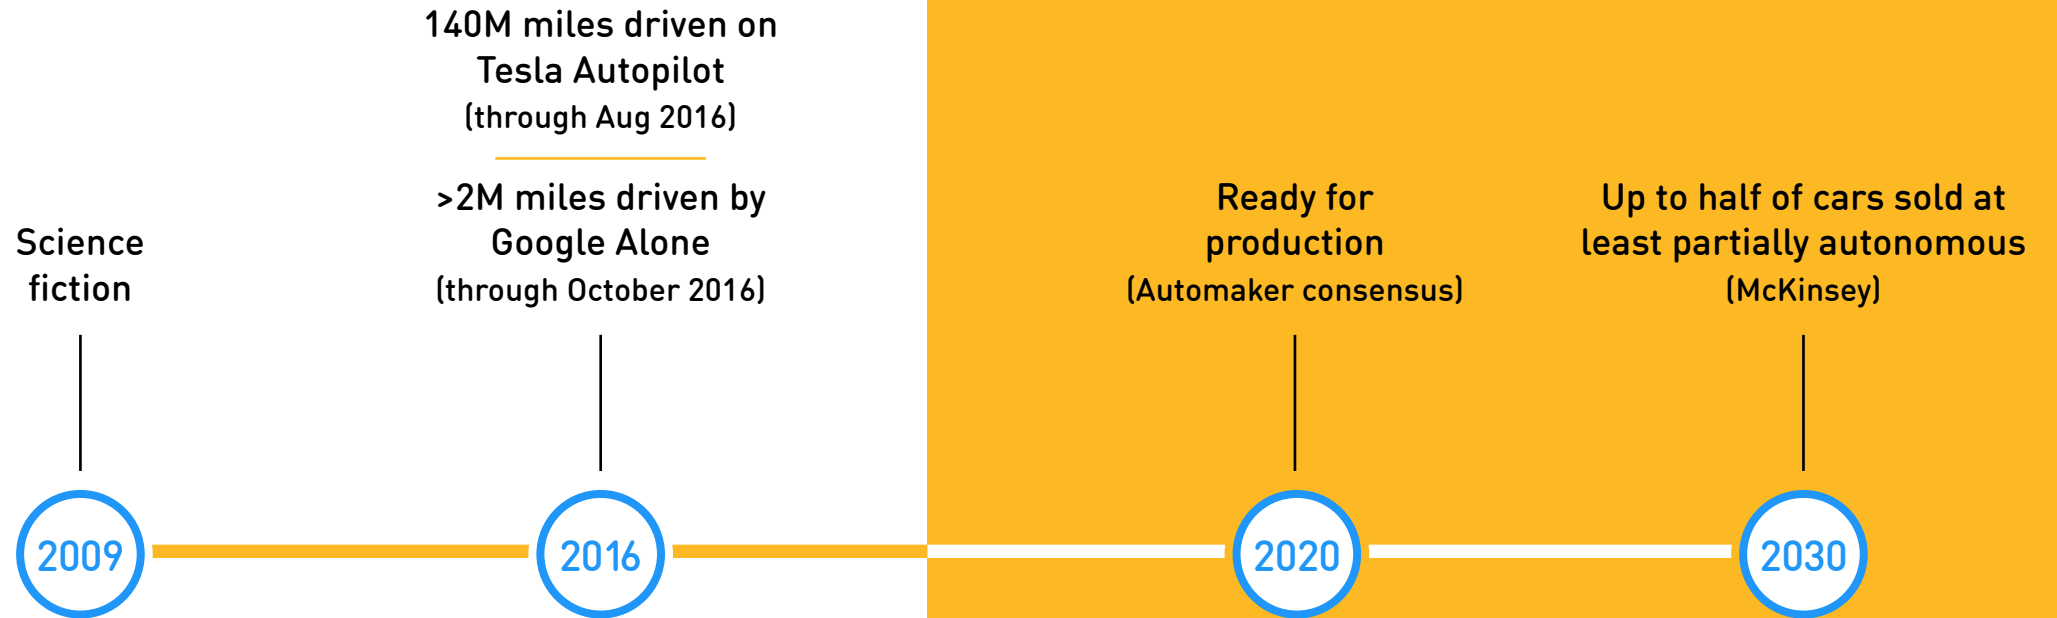 Science
fiction
2009
140M miles driven on
Tesla Autopilot
(through Aug 2016)
>2M miles driven by
Google Alone
(through October 2016)
2016
Ready for
production
(Automaker consensus)
2020
Up to half of cars sold at
least partially autonomous
(McKinsey)
2030